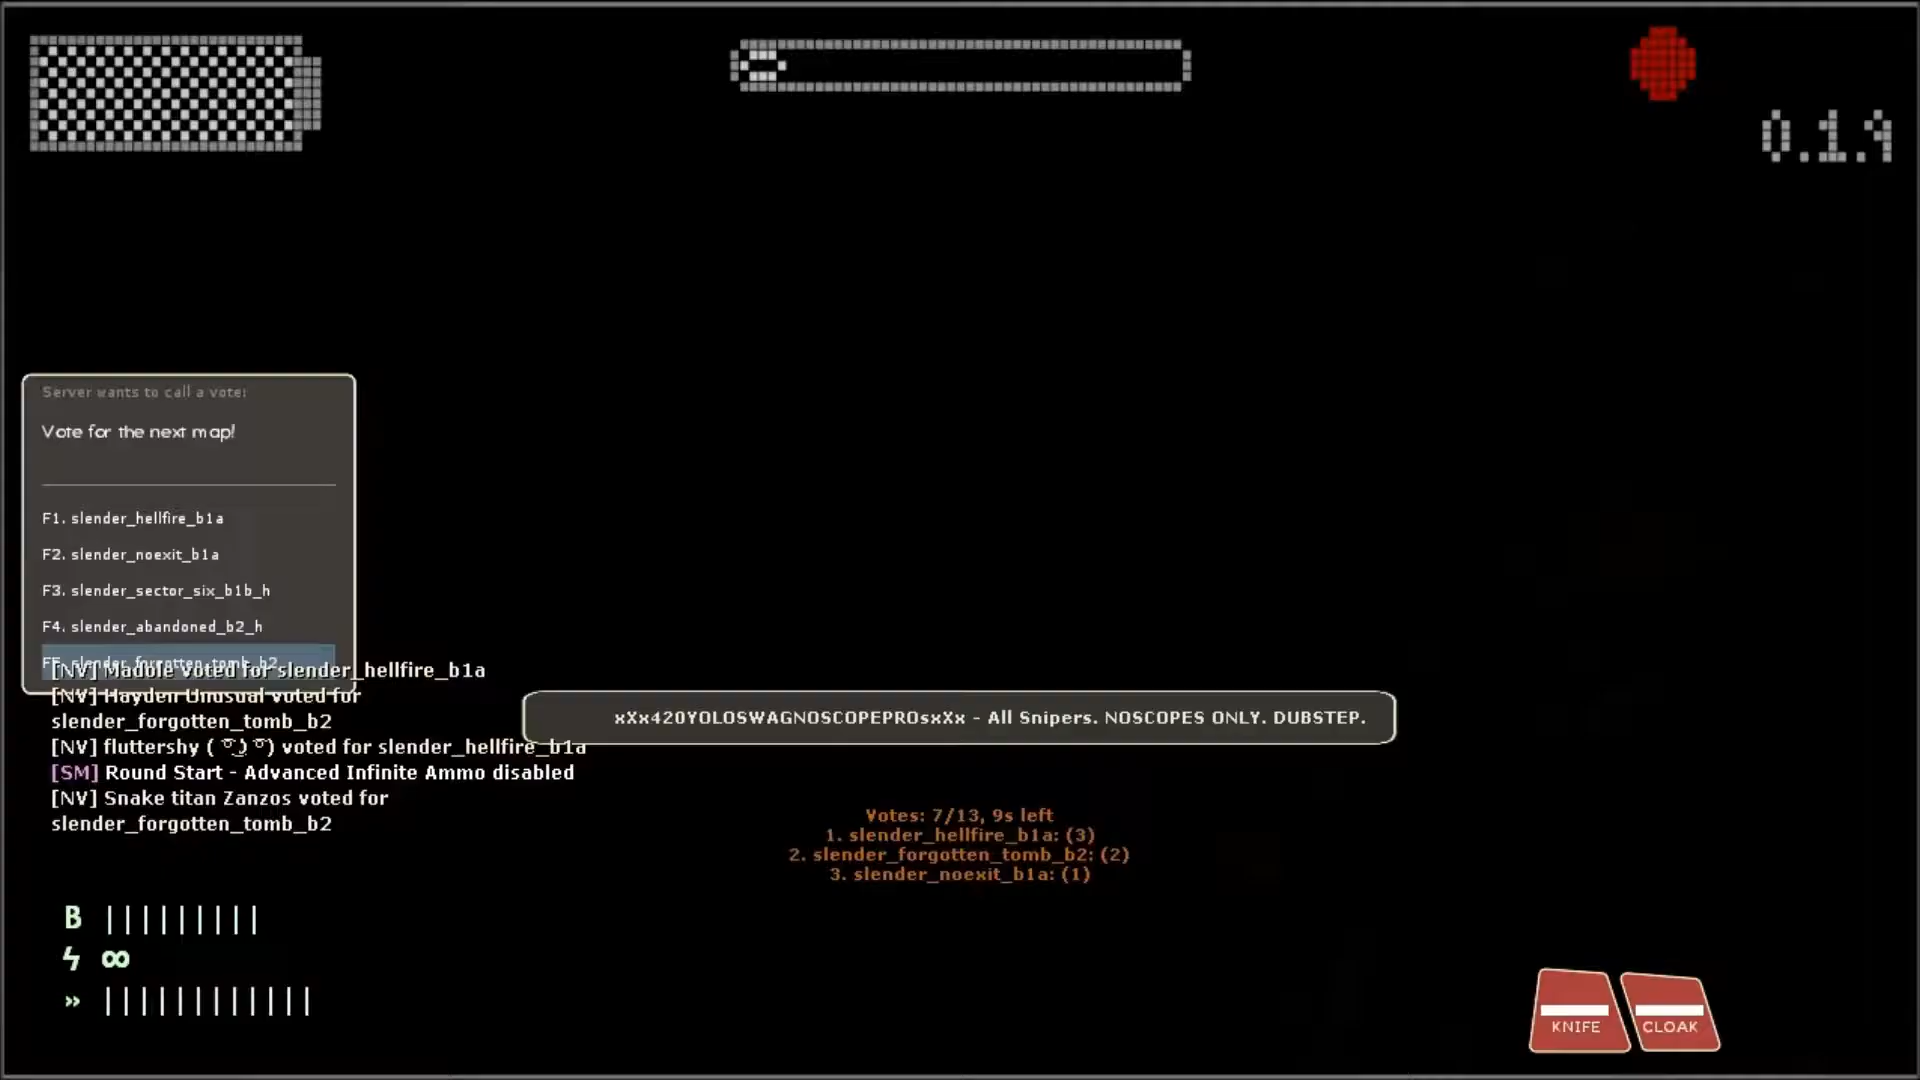 0.1.9
Server wants to call a vote:
Vote for the next map!
F1. slender_hellfire_b1a
F2. slender_noexit_b1a
F3. slender_sector_six_b1b_h
F4. slender_abandoned_b2_h
slender_forgotten_tomb_b2
[NV] Madole voted for slender_hellfire_b1a
[NV] Hayden Unusual voted for
slender_forgotten_tomb_b2
[NV] fluttershy ( ͡° ͜ʖ ͡°) voted for slender_hellfire_b1a
[SM] Round Start - Advanced Infinite Ammo disabled
[NV] Snake titan Zanzos voted for
slender_forgotten_tomb_b2
xXx420YOLOSWAGNOSCOPEPROsxXx - All Snipers. NOSCOPES ONLY. DUBSTEP.
Votes: 7/13, 9s left
1. slender_hellfire_b1a: (3)
2. slender_forgotten_tomb_b2: (2)
3. slender_noexit_b1a: (1)
B |||||||||
ϟ ∞
» ||||||||||||
KNIFE
CLOAK